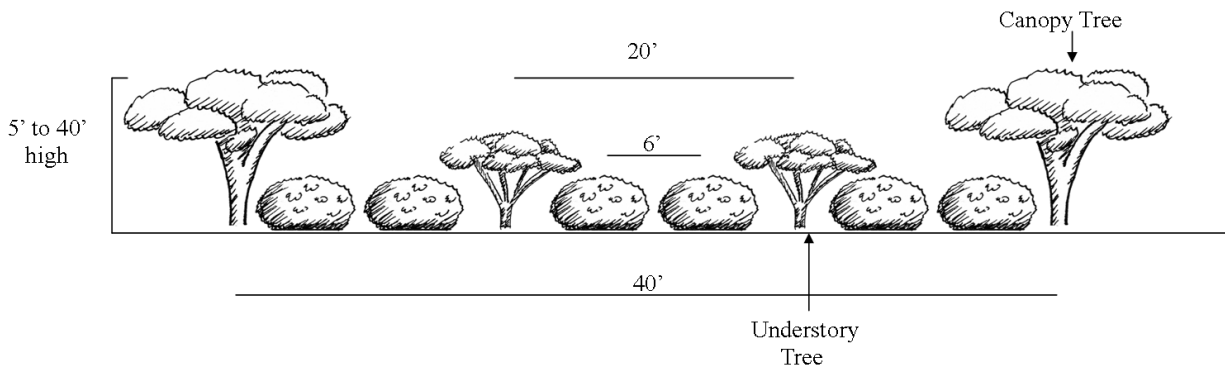 Canopy Tree
20’
5’ to 40’
high
6’
40’
Understory
Tree